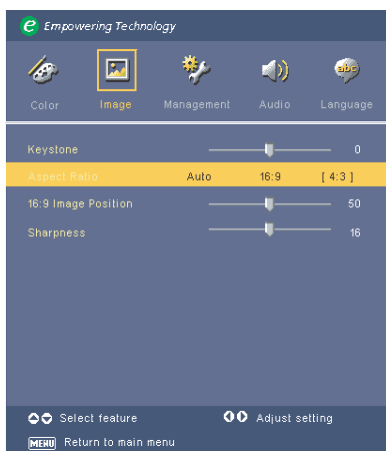 e Empowering Technology
Color Image Management Audio Language
abc
Keystone 0
Aspect Ratio Auto 16:9 [ 4:3 ]
16:9 Image Position 50
Sharpness 16
Select feature Adjust setting
MENU Return to main menu